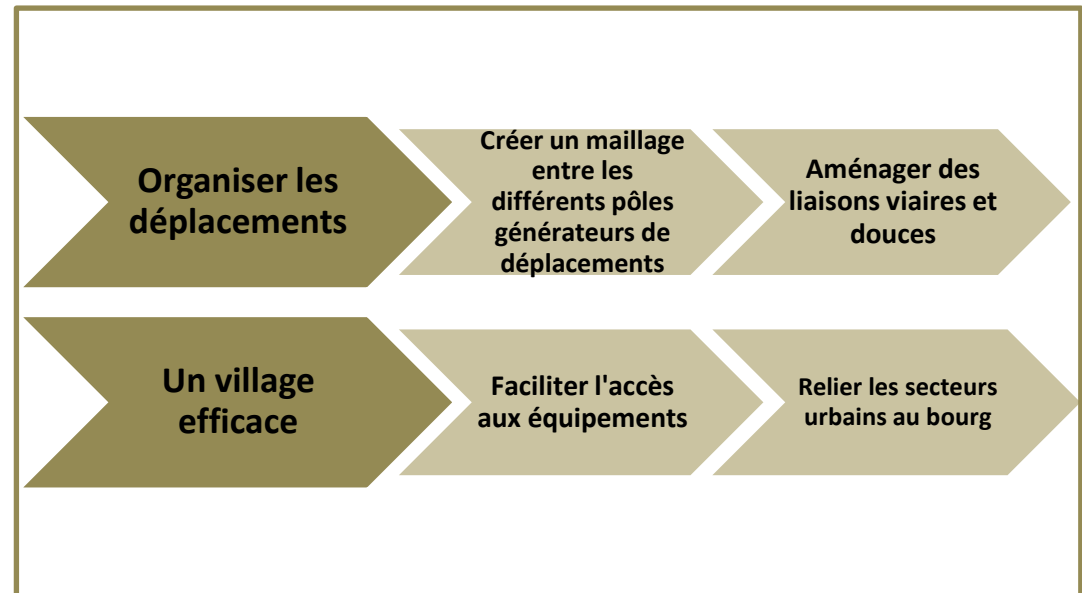 Organiser les
déplacements
Créer un maillage
entre les
différents pôles
générateurs de
déplacements
Aménager des
liaisons viaires et
douces
Un village
efficace
Faciliter l'accès
aux équipements
Relier les secteurs
urbains au bourg